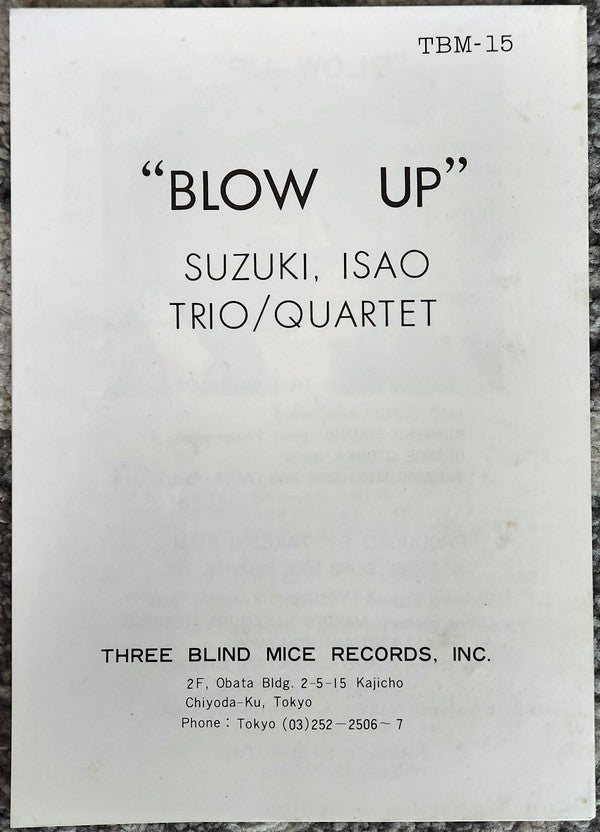 TBM-15
“BLOW UP”
SUZUKI, ISAO
TRIO/QUARTET
THREE BLIND MICE RECORDS, INC.
2F, Obata Bldg. 2-5-15 Kajicho
Chiyoda-Ku, Tokyo
Phone : Tokyo (03)252－2506～7